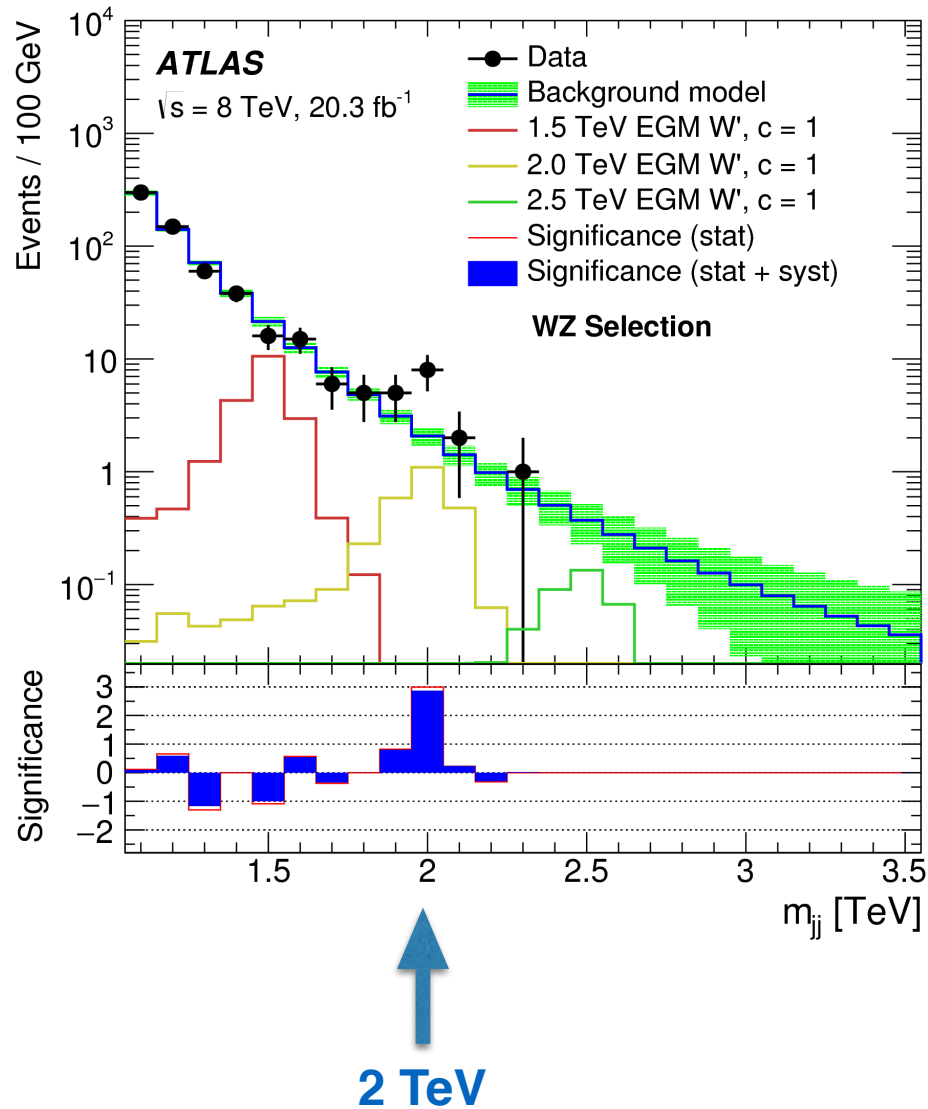 10⁴
10³
10²
10
1
10⁻¹
Events / 100 GeV
ATLAS
√s = 8 TeV, 20.3 fb⁻¹
Data
Background model
1.5 TeV EGM W', c = 1
2.0 TeV EGM W', c = 1
2.5 TeV EGM W', c = 1
Significance (stat)
Significance (stat + syst)
WZ Selection
Significance
3
2
1
0
−1
−2
1.5 2 2.5 3 3.5
m_jj [TeV]
2 TeV